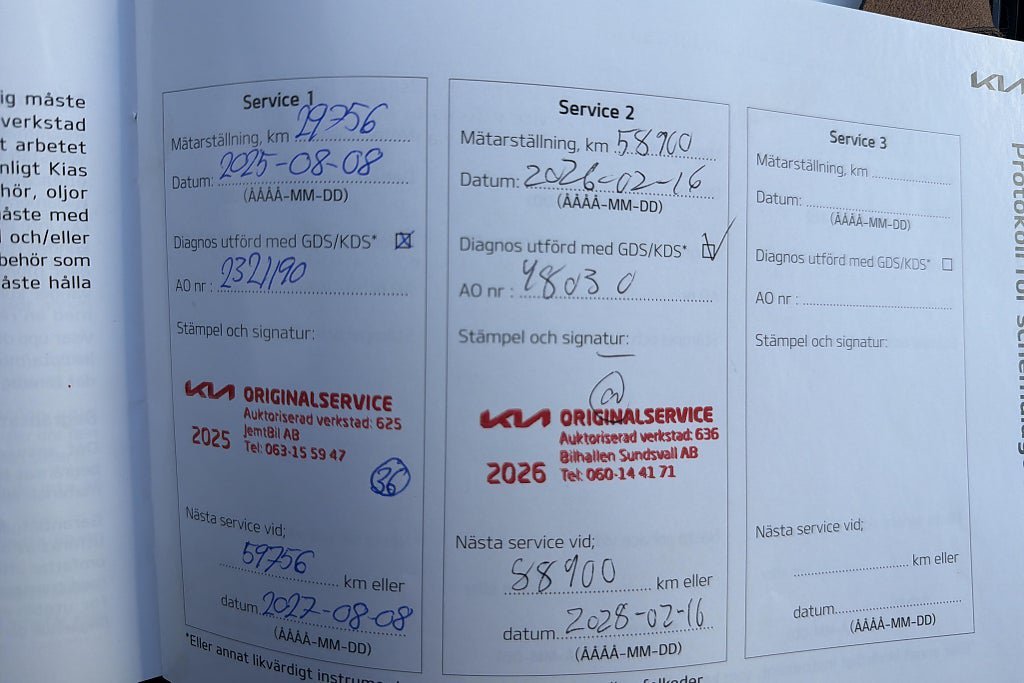 ig måste
verkstad
t arbetet
nligt Kias
hör, oljor
måste med
l och/eller
behör som
åste hålla
Service 1
Mätarställning, km 29756
Datum: 2025-08-08
(ÅÅÅÅ-MM-DD)
Diagnos utförd med GDS/KDS*
AO nr : 232190
Stämpel och signatur:
KIA ORIGINALSERVICE
Auktoriserad verkstad: 625
2025 JemtBil AB
Tel: 063-15 59 47
36
Nästa service vid;
59756 km eller
datum 2027-08-08
(ÅÅÅÅ-MM-DD)
*Eller annat likvärdigt instrume
Service 2
Mätarställning, km 58900
Datum: 2026-02-16
(ÅÅÅÅ-MM-DD)
Diagnos utförd med GDS/KDS*
AO nr : 48030
Stämpel och signatur:
KIA ORIGINALSERVICE
Auktoriserad verkstad: 636
Bilhallen Sundsvall AB
2026 Tel: 060-14 41 71
Nästa service vid;
88900 km eller
datum 2028-02-16
(ÅÅÅÅ-MM-DD)
Service 3
Mätarställning, km
Datum:
(ÅÅÅÅ-MM-DD)
Diagnos utförd med GDS/KDS*
AO nr :
Stämpel och signatur:
Nästa service vid;
km eller
datum
(ÅÅÅÅ-MM-DD)
KIA